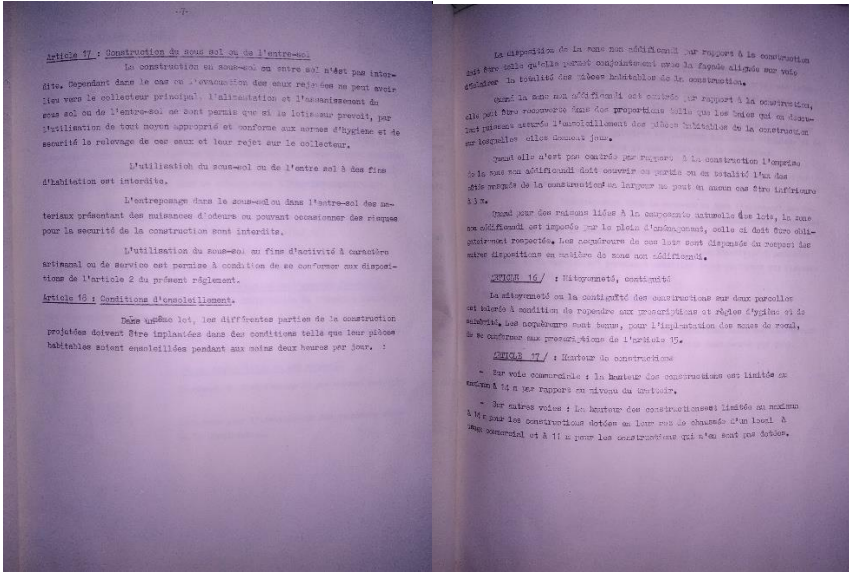 -7-
Article 17 : Construction du sous sol ou de l'entre-sol
La construction en sous-sol ou entre sol n'est pas inter-
dite. Cependant dans le cas où l'évacuation des eaux rejetées ne peut avoir
lieu vers le collecteur principal, l'alimentation et l'assainissement du
sous sol ou de l'entre-sol ne sont permis que si le lotisseur prévoit, par
l'utilisation de tout moyen approprié et conforme aux normes d'hygiene et de
securité le relevage de ces eaux et leur rejet sur le collecteur.
L'utilisation du sous-sol ou de l'entre sol à des fins
d'habitation est interdite.
L'entreposage dans le sous-sol ou dans l'entre-sol des ma-
teriaux présentant des nuisances d'odeurs ou pouvant occasionner des risques
pour la securité de la construction sont interdits.
L'utilisation du sous-sol au fins d'activité à caractère
artisanal ou de service est permise à condition de se conformer aux disposi-
tions de l'article 2 du présent réglement.
Article 18 : Conditions d'ensoleillement.
Dans un même lot, les différentes parties de la construction
projetées doivent être implantées dans des conditions telle que leur pièces
habitables soient ensoleillées pendant aux moins deux heures par jour. :
La disposition de la zone non aédificandi par rapport à la construction
doit être telle qu'elle permet conjointement avec la façade alignée sur voie
d'éclairer la totalité des pièces habitables de la construction.
Quand la zone non aédificandi est centrée par rapport à la construction,
elle peut être recouverte dans des proportions telle que les baies qui en
puissent assurés l'ensoleillement des pièces habitables de la construction
sur lesquelles elles donnent jour.
Quand elle n'est pas centrée par rapport à la construction l'emprise
de la zone non aédificandi doit couvrir en partie ou en totalité l'un des
côtés de la construction sa largeur ne peut en aucun cas être inférieure
à 3 m.
Quand pour des raisons liées à la composante naturelle des lots, la zone
non aédificandi est imposée par le plan d'aménagement, celle ci doit être obli-
gatoirement respectée. Les acquéreurs de ces lots sont dispensés du respect des
autres dispositions en matière de zone non aédificandi.
ARTICLE 16/ : Mitoyenneté, contiguïté
La mitoyenneté ou la contiguïté des constructions sur deux parcelles
est tolérée à condition de repondre aux prescriptions et règles d'hygiène et de
sécurité. Les acquéreurs sont tenus, pour l'implantation des zones de recul,
de se conformer aux prescriptions de l'article 15.
ARTICLE 17/ : Hauteur de constructions
- Sur voie commerciale : la hauteur des constructions est limitée au
maximum à 14 m par rapport au niveau du trottoir.
- Sur autres voies : La hauteur des constructions est limitée au maximum
à m pour les constructions dotées en leur rez de chaussée d'un local à
usage commercial et à 11 m pour les constructions qui n'en sont pas dotées.